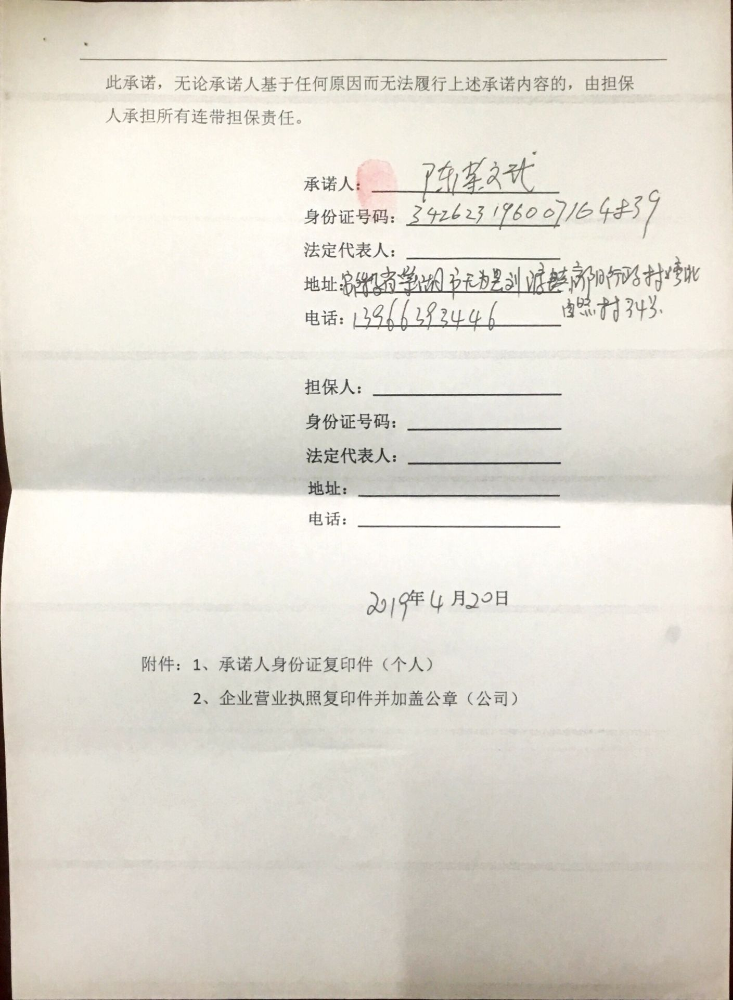 此承诺，无论承诺人基于任何原因而无法履行上述承诺内容的，由担保
人承担所有连带担保责任。
承诺人：陈荣文
身份证号码：342623196007164839
法定代表人：
地址：安徽省芜湖市无为县刘渡镇 行政村
自然村34号
电话：13966393446
担保人：
身份证号码：
法定代表人：
地址：
电话：
2019年4月20日
附件：1、承诺人身份证复印件（个人）
2、企业营业执照复印件并加盖公章（公司）